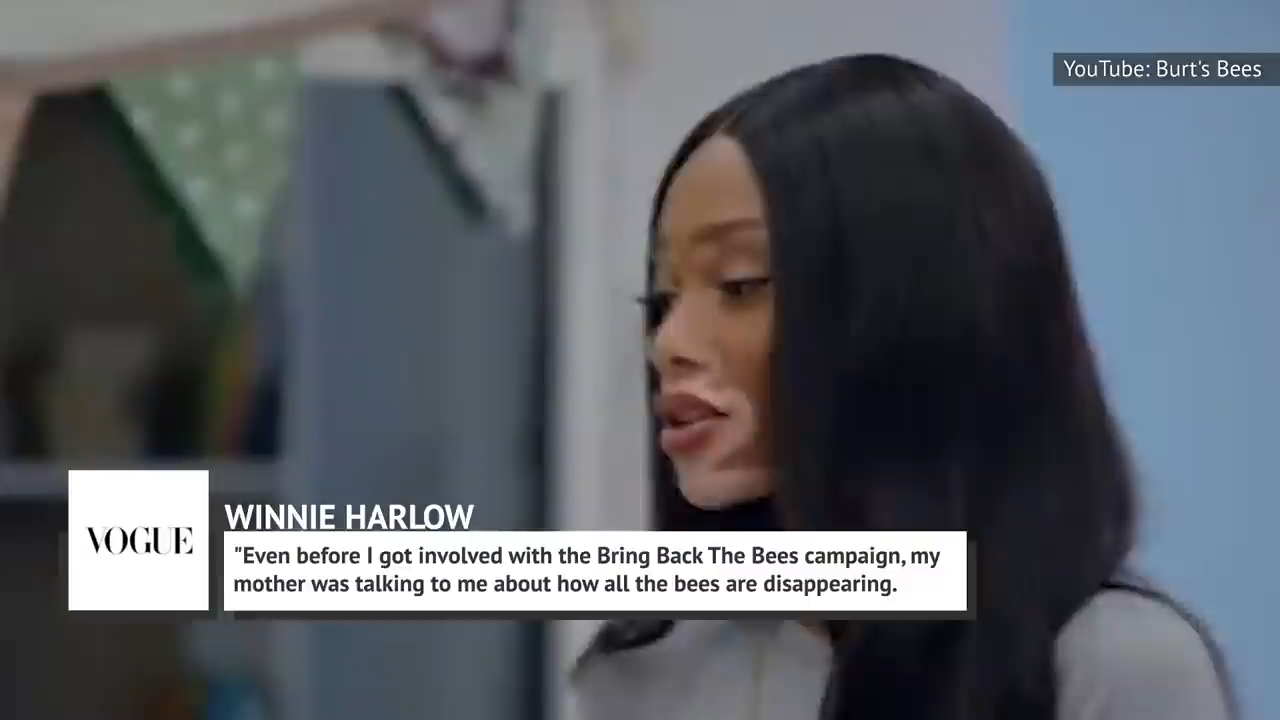 YouTube: Burt's Bees
VOGUE
WINNIE HARLOW
"Even before I got involved with the Bring Back The Bees campaign, my
mother was talking to me about how all the bees are disappearing.